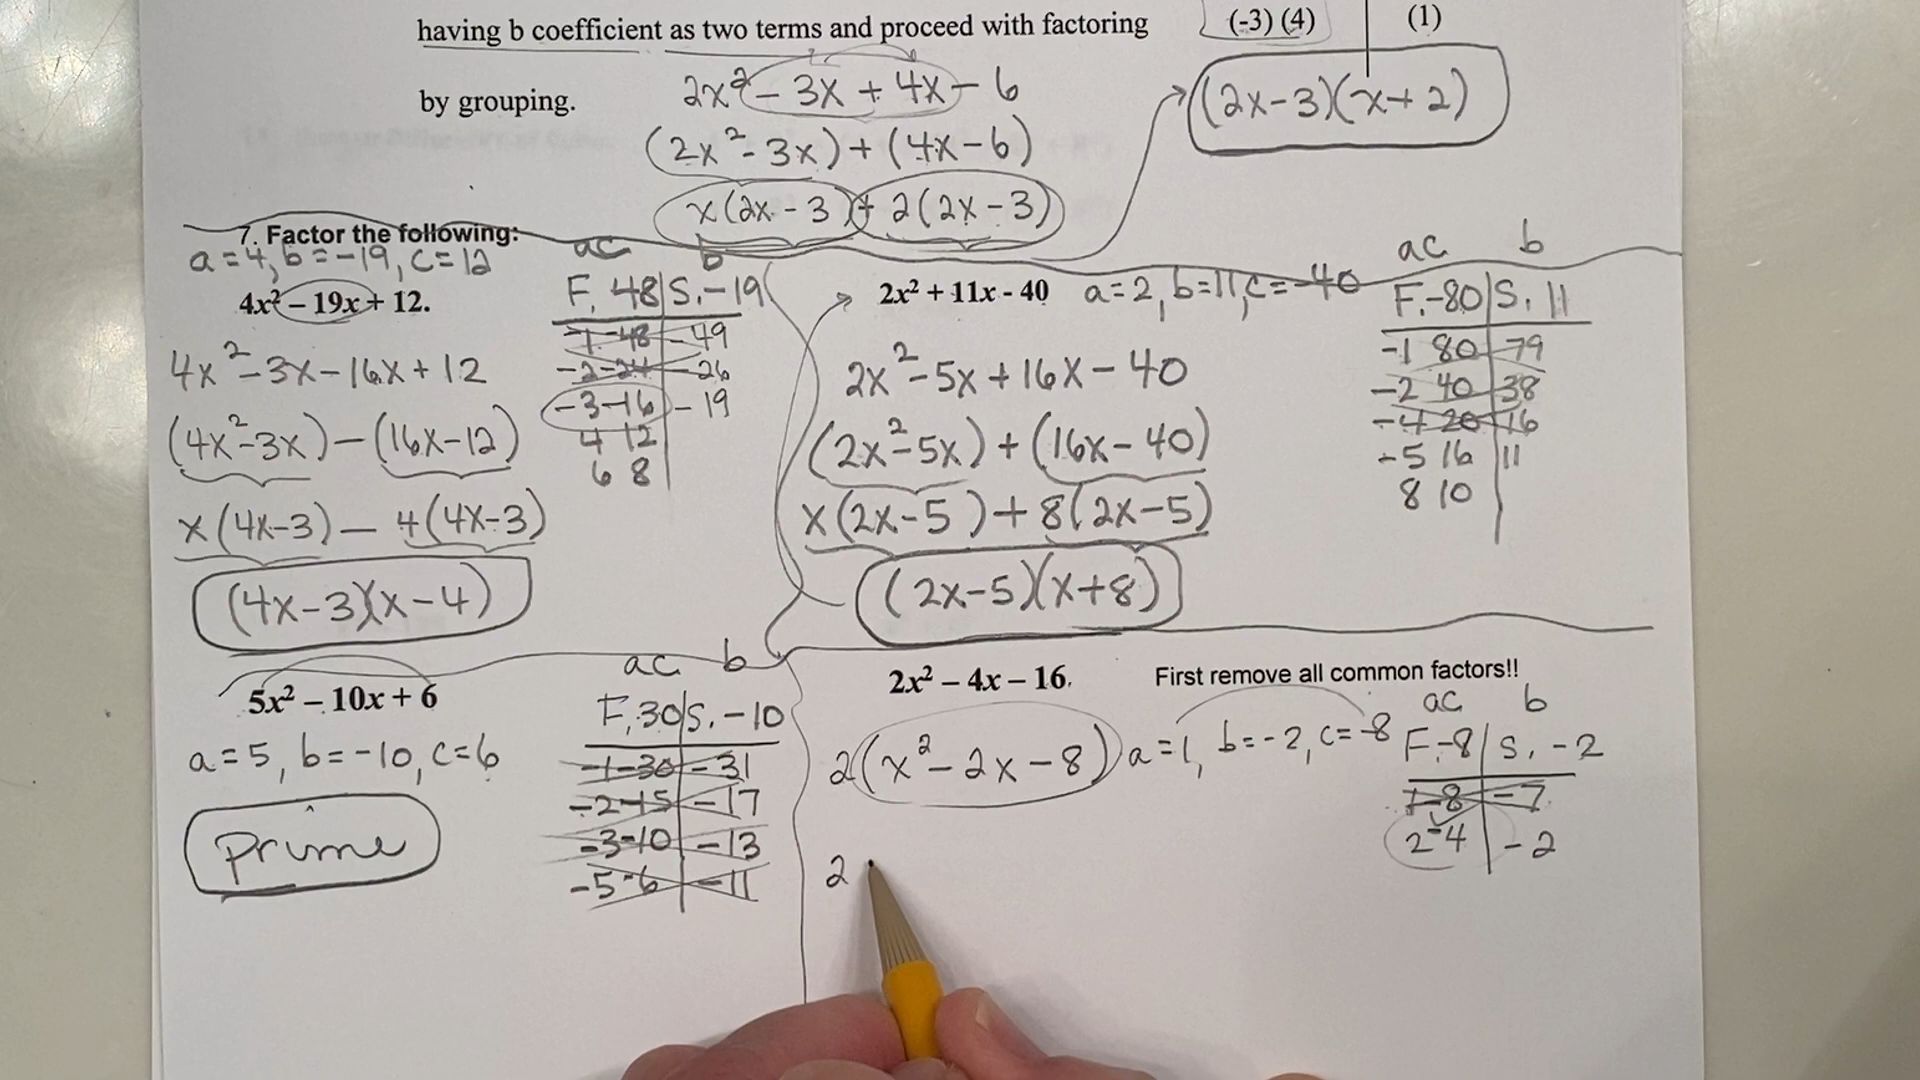 having b coefficient as two terms and proceed with factoring
by grouping.
2x² - 3x + 4x - 6
(2x² - 3x) + (4x - 6)
x(2x - 3) + 2(2x - 3)
(-3) (4)
(1)
(2x-3)(x+2)
7. Factor the following:
a = 4, b = -19, c = 12
4x² – 19x + 12.
4x² - 3x - 16x + 12
(4x² - 3x) - (16x - 12)
x(4x-3) - 4(4x-3)
(4x-3)(x-4)
ac b
F. 48 S. -19
-1 -48 -49
-2 -24 -26
-3 -16 -19
4 12
6 8
2x² + 11x - 40 a = 2, b = 11, c = -40
2x² - 5x + 16x - 40
(2x² - 5x) + (16x - 40)
x(2x-5) + 8(2x-5)
(2x-5)(x+8)
ac b
F. -80 S. 11
-1 80 79
-2 40 38
-4 20 16
-5 16 11
8 10
5x² – 10x + 6
a = 5, b = -10, c = 6
prime
ac b
F. 30 S. -10
-1 -30 -31
-2 -15 -17
-3 -10 -13
-5 -6 -11
2x² – 4x – 16. First remove all common factors!!
2(x² - 2x - 8) a = 1, b = -2, c = -8
2
ac b
F -8 S. -2
1 -8 -7
2 -4 -2